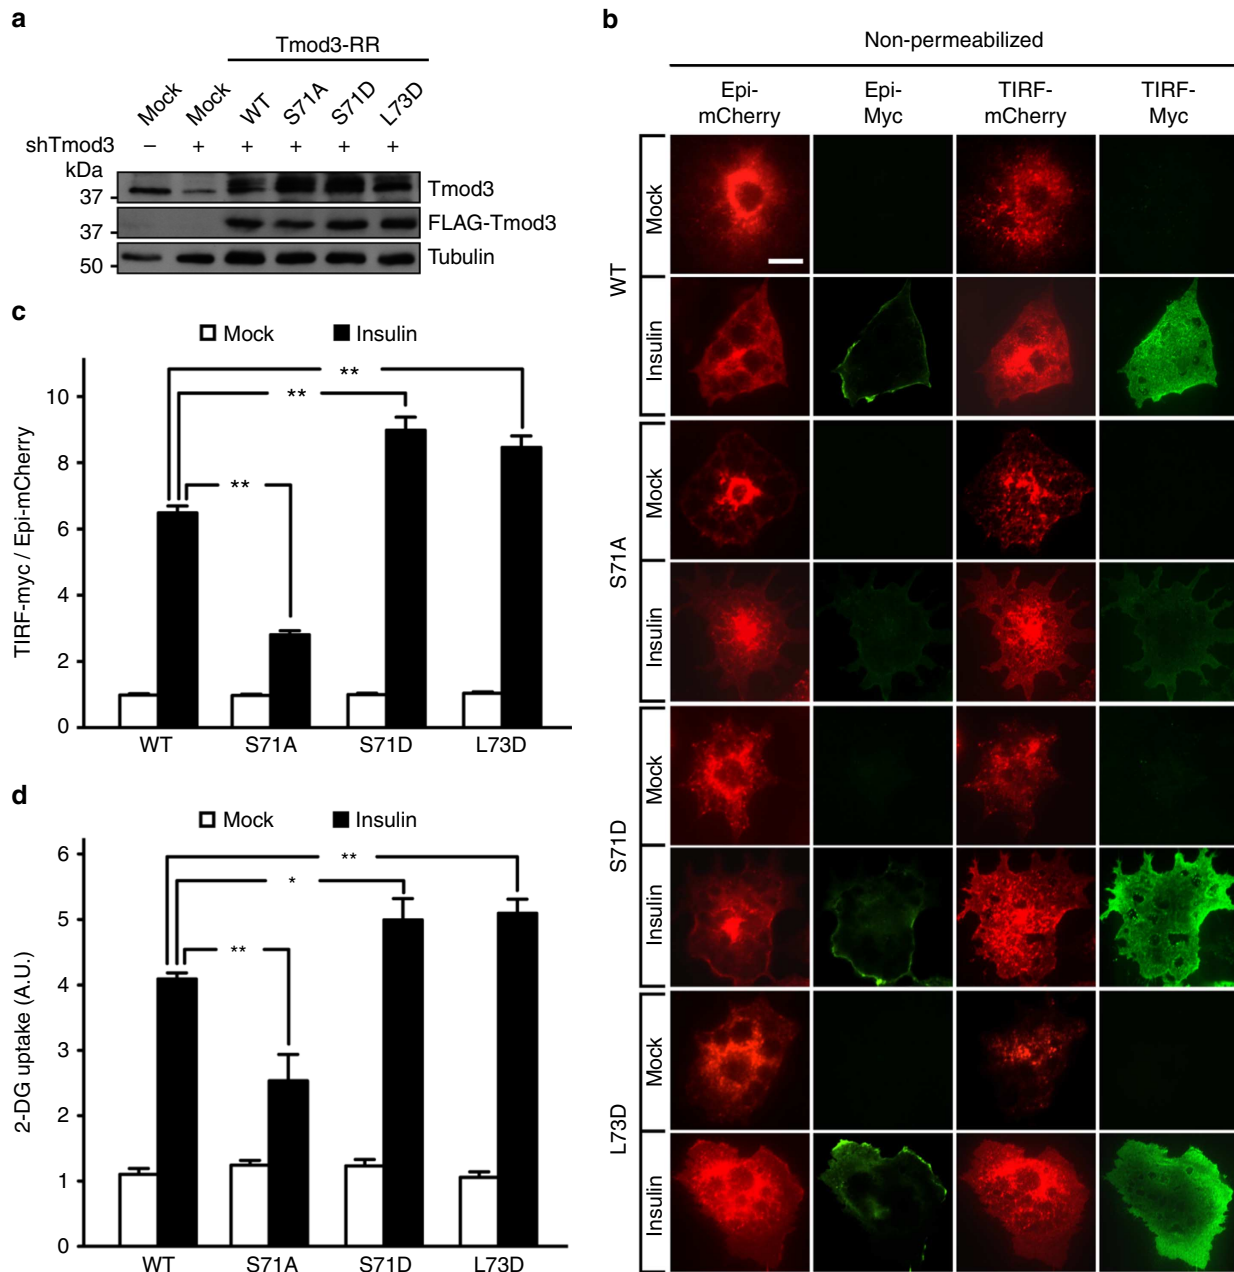 a
Tmod3-RR
Mock Mock WT S71A S71D L73D
shTmod3 – + + + + +
kDa
37 Tmod3
37 FLAG-Tmod3
50 Tubulin
b
Non-permeabilized
Epi-mCherry Epi-Myc TIRF-mCherry TIRF-Myc
WT
Mock
Insulin
S71A
Mock
Insulin
S71D
Mock
Insulin
L73D
Mock
Insulin
c
Mock Insulin
TIRF-myc / Epi-mCherry
10
8
6
4
2
0
**
**
**
WT S71A S71D L73D
d
Mock Insulin
2-DG uptake (A.U.)
6
5
4
3
2
1
0
**
*
**
WT S71A S71D L73D